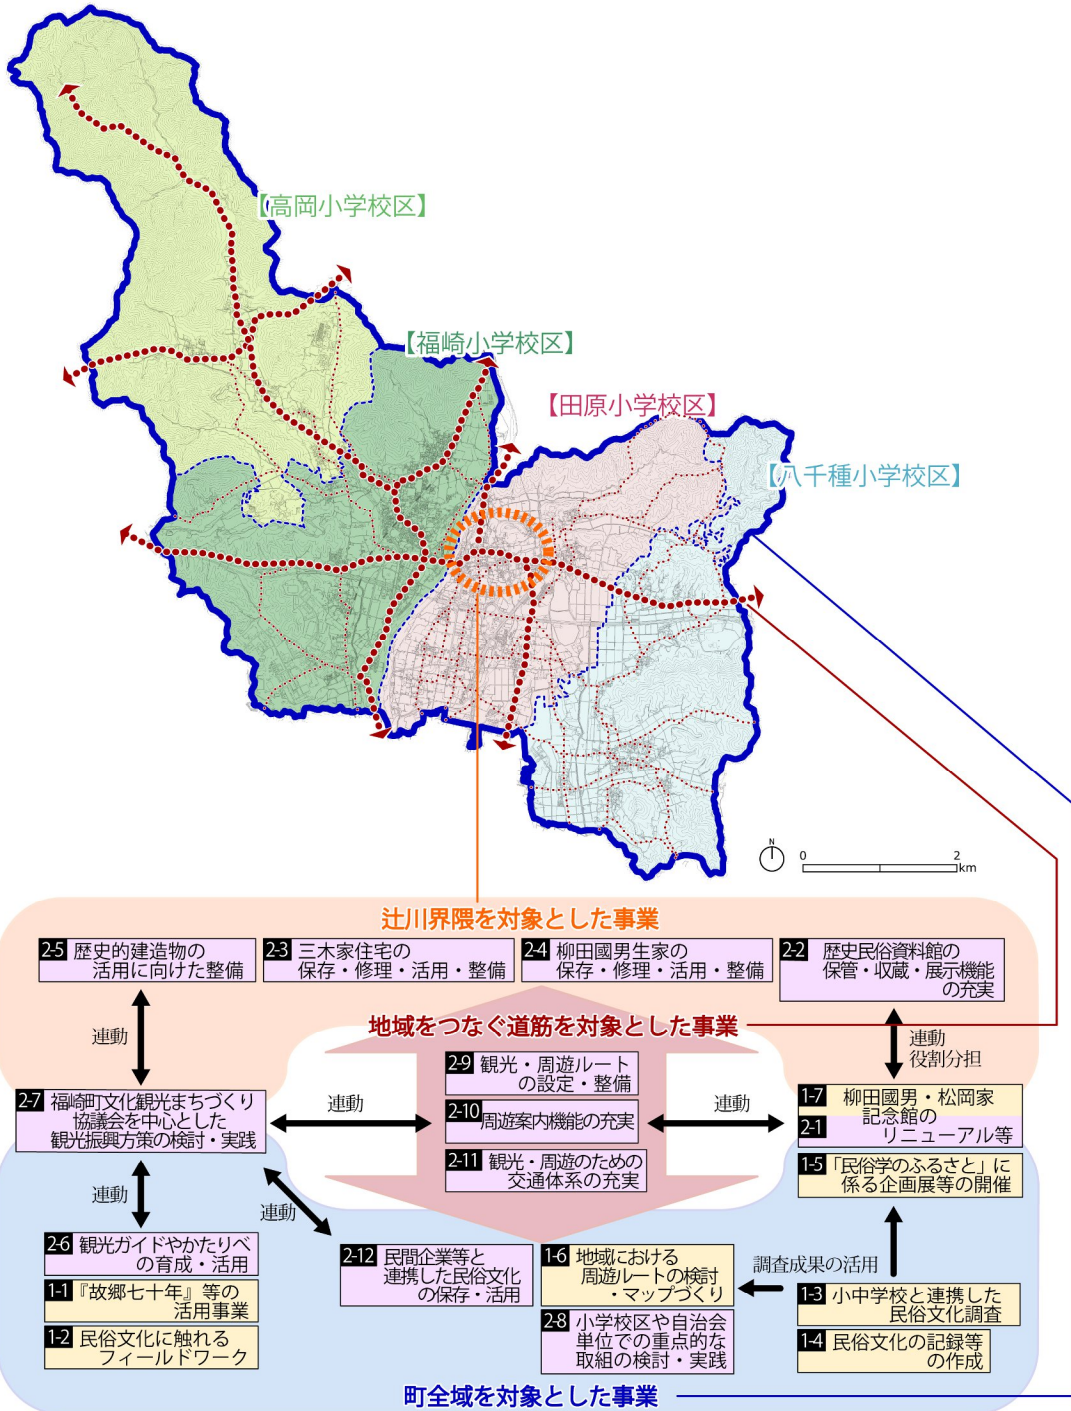 【高岡小学校区】
【福崎小学校区】
【田原小学校区】
【八千種小学校区】
N
0
2
km
辻川界隈を対象とした事業
2-5 歴史的建造物の
活用に向けた整備
2-3 三木家住宅の
保存・修理・活用・整備
2-4 柳田國男生家の
保存・修理・活用・整備
2-2 歴史民俗資料館の
保管・収蔵・展示機能
の充実
連動
地域をつなぐ道筋を対象とした事業
連動
役割分担
2-9 観光・周遊ルート
の設定・整備
2-7 福崎町文化観光まちづくり
協議会を中心とした
観光振興方策の検討・実践
連動
2-10 周遊案内機能の充実
連動
1-7 柳田國男・松岡家
記念館の
2-1 リニューアル等
2-11 観光・周遊のための
交通体系の充実
1-5 「民俗学のふるさと」に
係る企画展等の開催
連動
連動
2-6 観光ガイドやかたりべ
の育成・活用
1-1 『故郷七十年』等の
活用事業
1-2 民俗文化に触れる
フィールドワーク
2-12 民間企業等と
連携した民俗文化
の保存・活用
1-6 地域における
周遊ルートの検討
・マップづくり
2-8 小学校区や自治会
単位での重点的な
取組の検討・実践
調査成果の活用
1-3 小中学校と連携した
民俗文化調査
1-4 民俗文化の記録等
の作成
町全域を対象とした事業